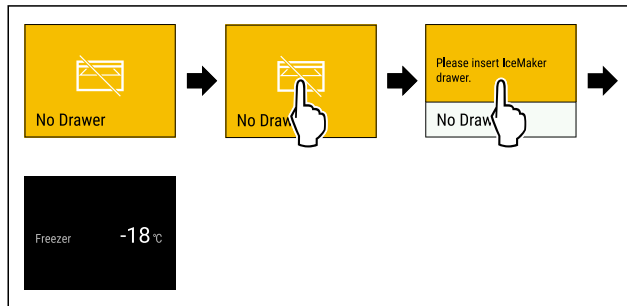 No Drawer
No Draw
Please insert IceMaker
drawer.
No Draw
Freezer -18 °C